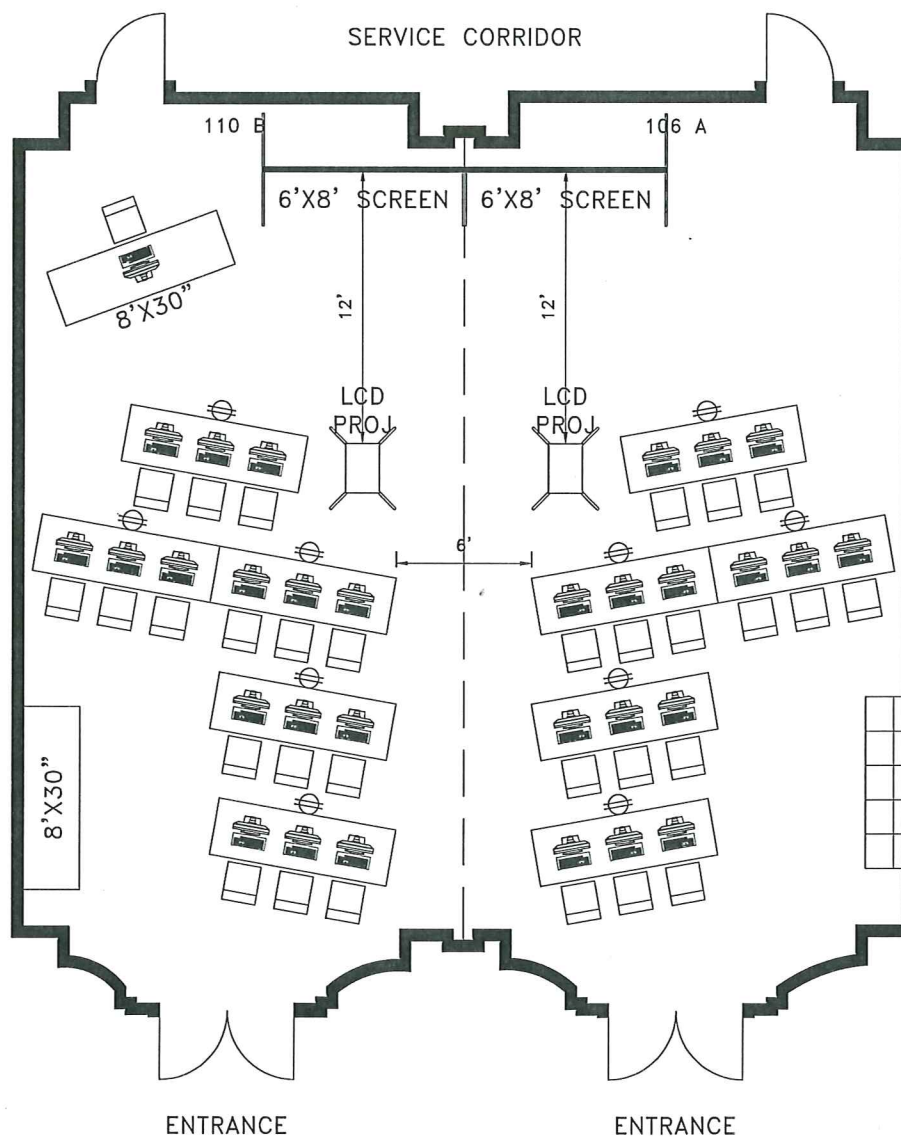 SERVICE CORRIDOR
110 B
106 A
6'X8' SCREEN
6'X8' SCREEN
8'X30"
12'
12'
LCD
PROJ
LCD
PROJ
6'
8'X30"
ENTRANCE
ENTRANCE